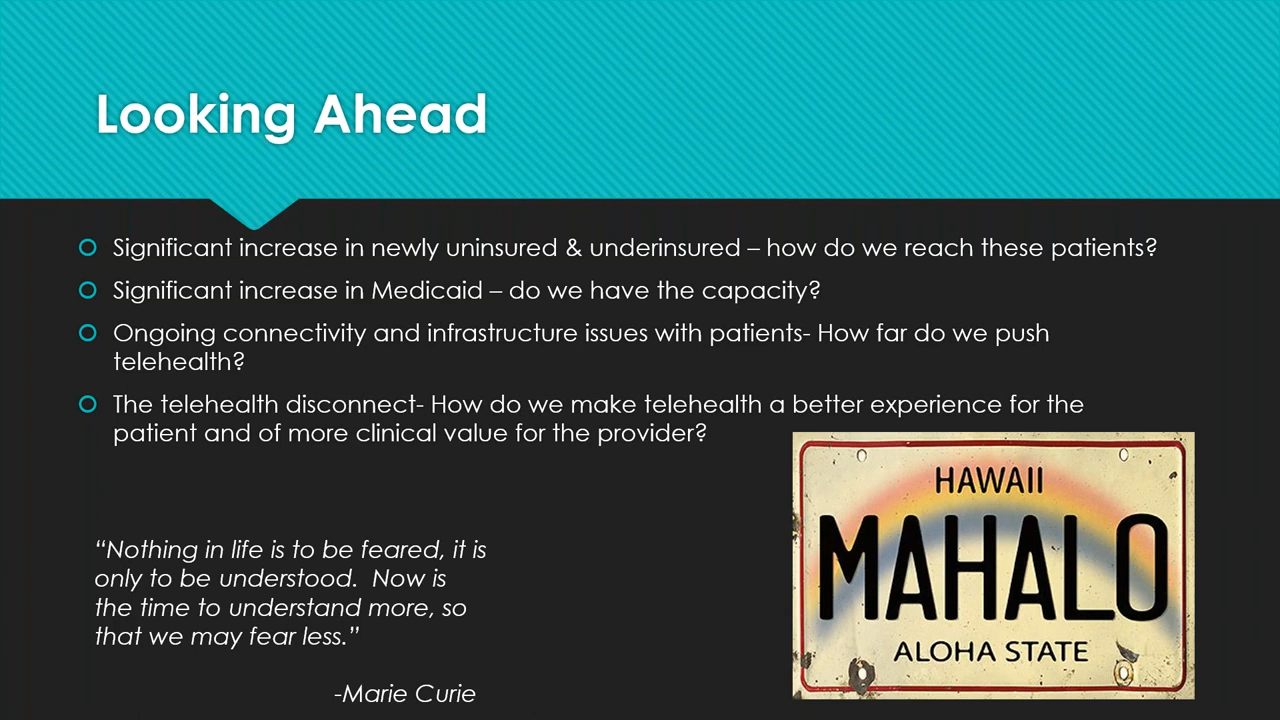 Looking Ahead
Significant increase in newly uninsured & underinsured – how do we reach these patients?
Significant increase in Medicaid – do we have the capacity?
Ongoing connectivity and infrastructure issues with patients- How far do we push
telehealth?
The telehealth disconnect- How do we make telehealth a better experience for the
patient and of more clinical value for the provider?
“Nothing in life is to be feared, it is
only to be understood.  Now is
the time to understand more, so
that we may fear less.”
-Marie Curie
HAWAII
MAHALO
ALOHA STATE